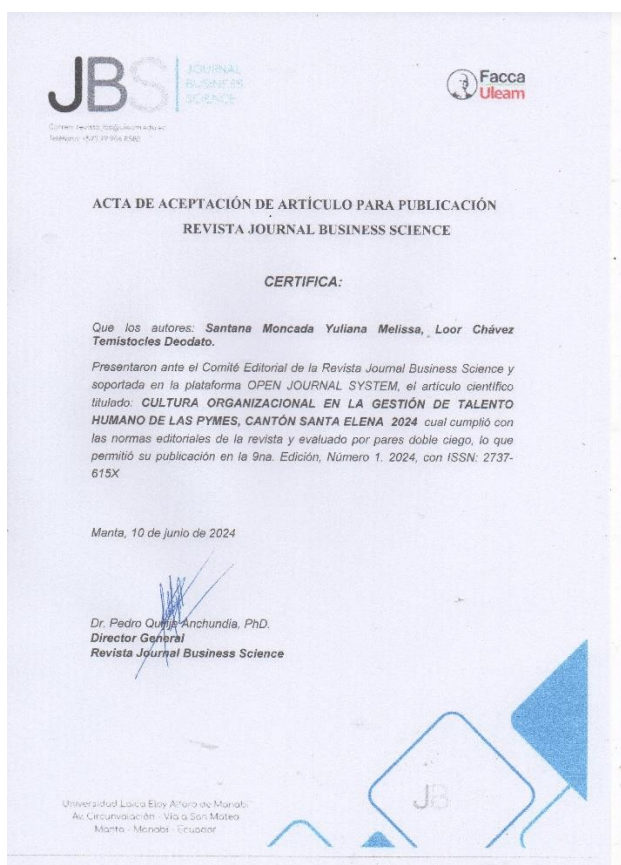 JBS
JOURNAL
BUSINESS
SCIENCE
Facca
Uleam
ACTA DE ACEPTACIÓN DE ARTÍCULO PARA PUBLICACIÓN
REVISTA JOURNAL BUSINESS SCIENCE
CERTIFICA:
Que los autores: Santana Moncada Yuliana Melissa, Loor Chávez
Temistocles Deodato.
Presentaron ante el Comité Editorial de la Revista Journal Business Science y
soportada en la plataforma OPEN JOURNAL SYSTEM, el artículo científico
titulado: CULTURA ORGANIZACIONAL EN LA GESTIÓN DE TALENTO
HUMANO DE LAS PYMES, CANTÓN SANTA ELENA 2024 cual cumplió con
las normas editoriales de la revista y evaluado por pares doble ciego, lo que
permitió su publicación en la 9na. Edición, Número 1. 2024, con ISSN: 2737-
615X
Manta, 10 de junio de 2024
Dr. Pedro Anchundia, PhD.
Director General
Revista Journal Business Science
JB
Universidad Laica Eloy Alfaro de Manabí
Av. Circunvalación - Vía a San Mateo
Manta - Manabí - Ecuador